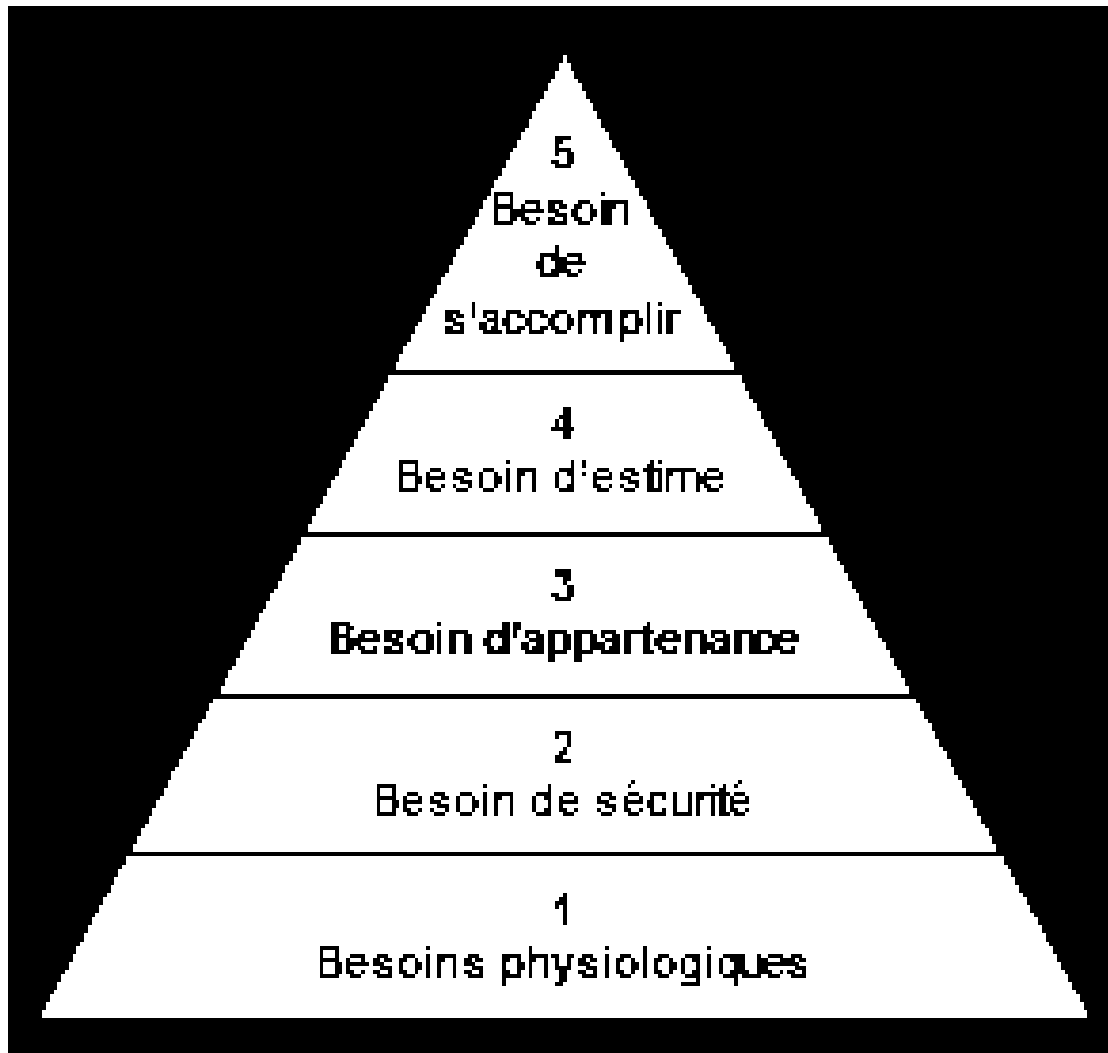 5
Besoin
de
s'accomplir
4
Besoin d'estime
3
Besoin d'appartenance
2
Besoin de sécurité
1
Besoins physiologiques